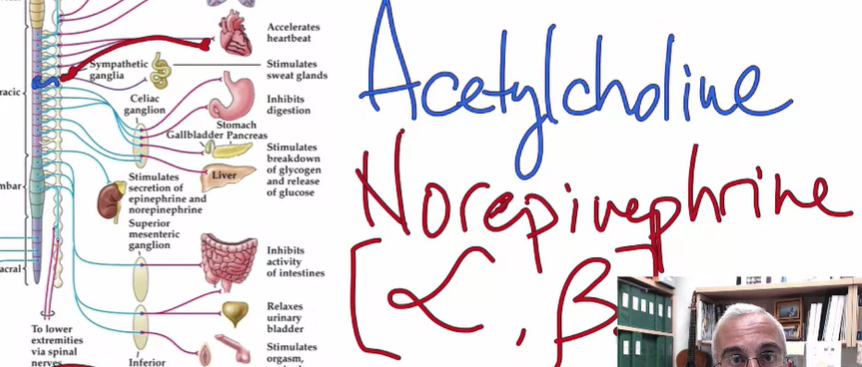 Accelerates
heartbeat
Sympathetic
ganglia
Stimulates
sweat glands
racic
Celiac
ganglion
Inhibits
digestion
Stomach
Gallbladder Pancreas
Stimulates
breakdown
of glycogen
and release
of glucose
Liver
Stimulates
secretion of
epinephrine and
norepinephrine
mbar
Superior
mesenteric
ganglion
Inhibits
activity
of intestines
acral
Relaxes
urinary
bladder
To lower
extremities
via spinal
nerves
Inferior
Stimulates
orgasm,
Acetylcholine
Norepinephrine
[α, β]